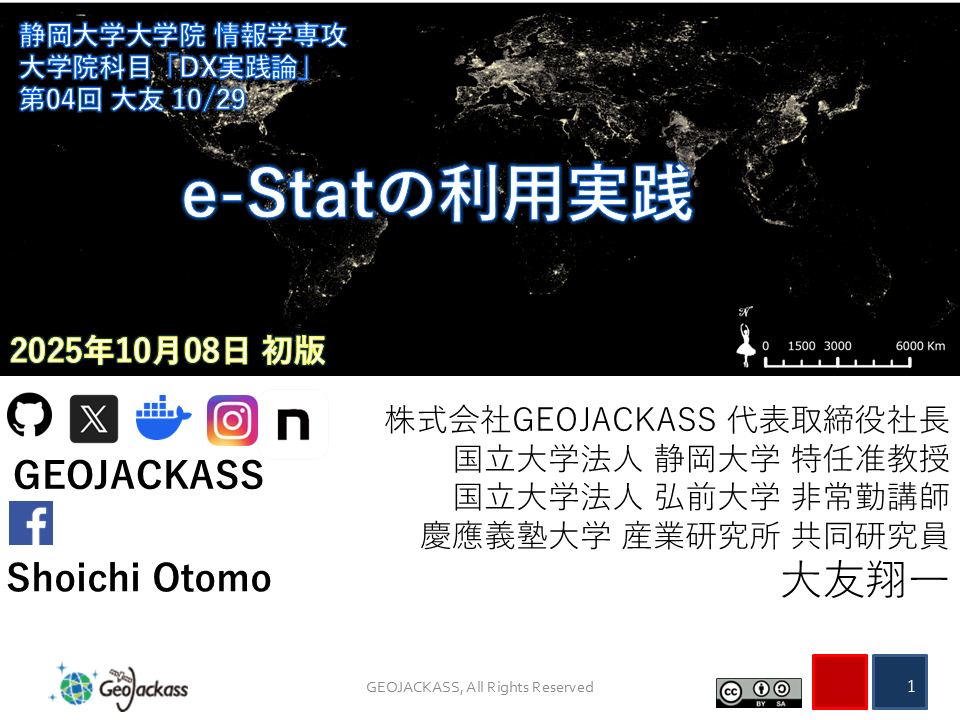 静岡大学大学院 情報学専攻
大学院科目「DX実践論」
第04回 大友 10/29
e-Statの利用実践
2025年10月08日 初版
N
0 1500 3000 6000 Km
GEOJACKASS
Shoichi Otomo
株式会社GEOJACKASS 代表取締役社長
国立大学法人 静岡大学 特任准教授
国立大学法人 弘前大学 非常勤講師
慶應義塾大学 産業研究所 共同研究員
大友翔一
GeoJackass
GEOJACKASS, All Rights Reserved
cc BY SA
1